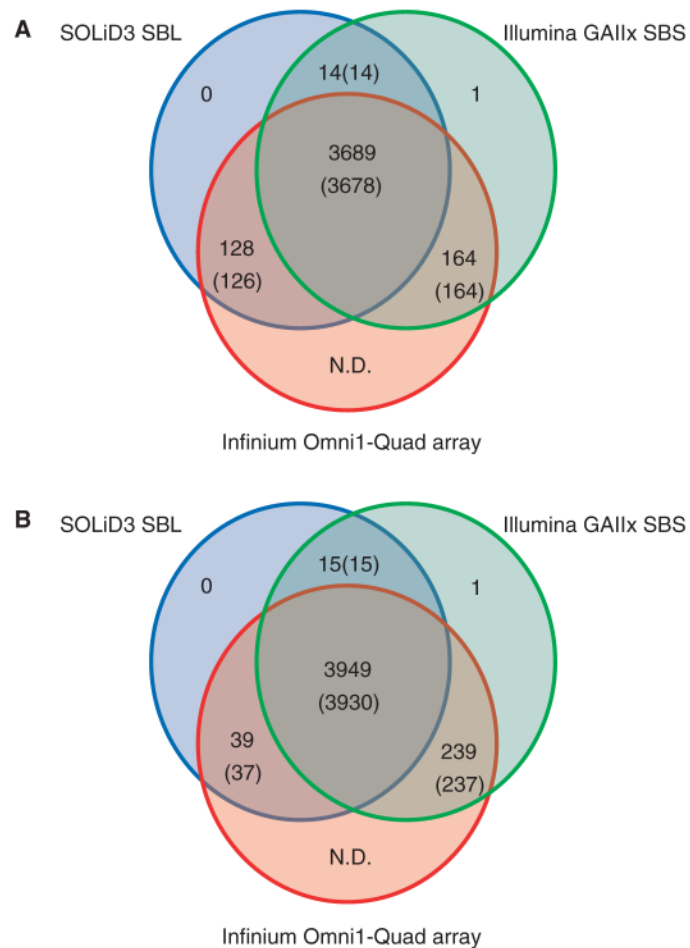 A
SOLiD3 SBL
Illumina GAIIx SBS
0
14(14)
1
3689
(3678)
128
(126)
164
(164)
N.D.
Infinium Omni1-Quad array
B
SOLiD3 SBL
Illumina GAIIx SBS
0
15(15)
1
3949
(3930)
39
(37)
239
(237)
N.D.
Infinium Omni1-Quad array